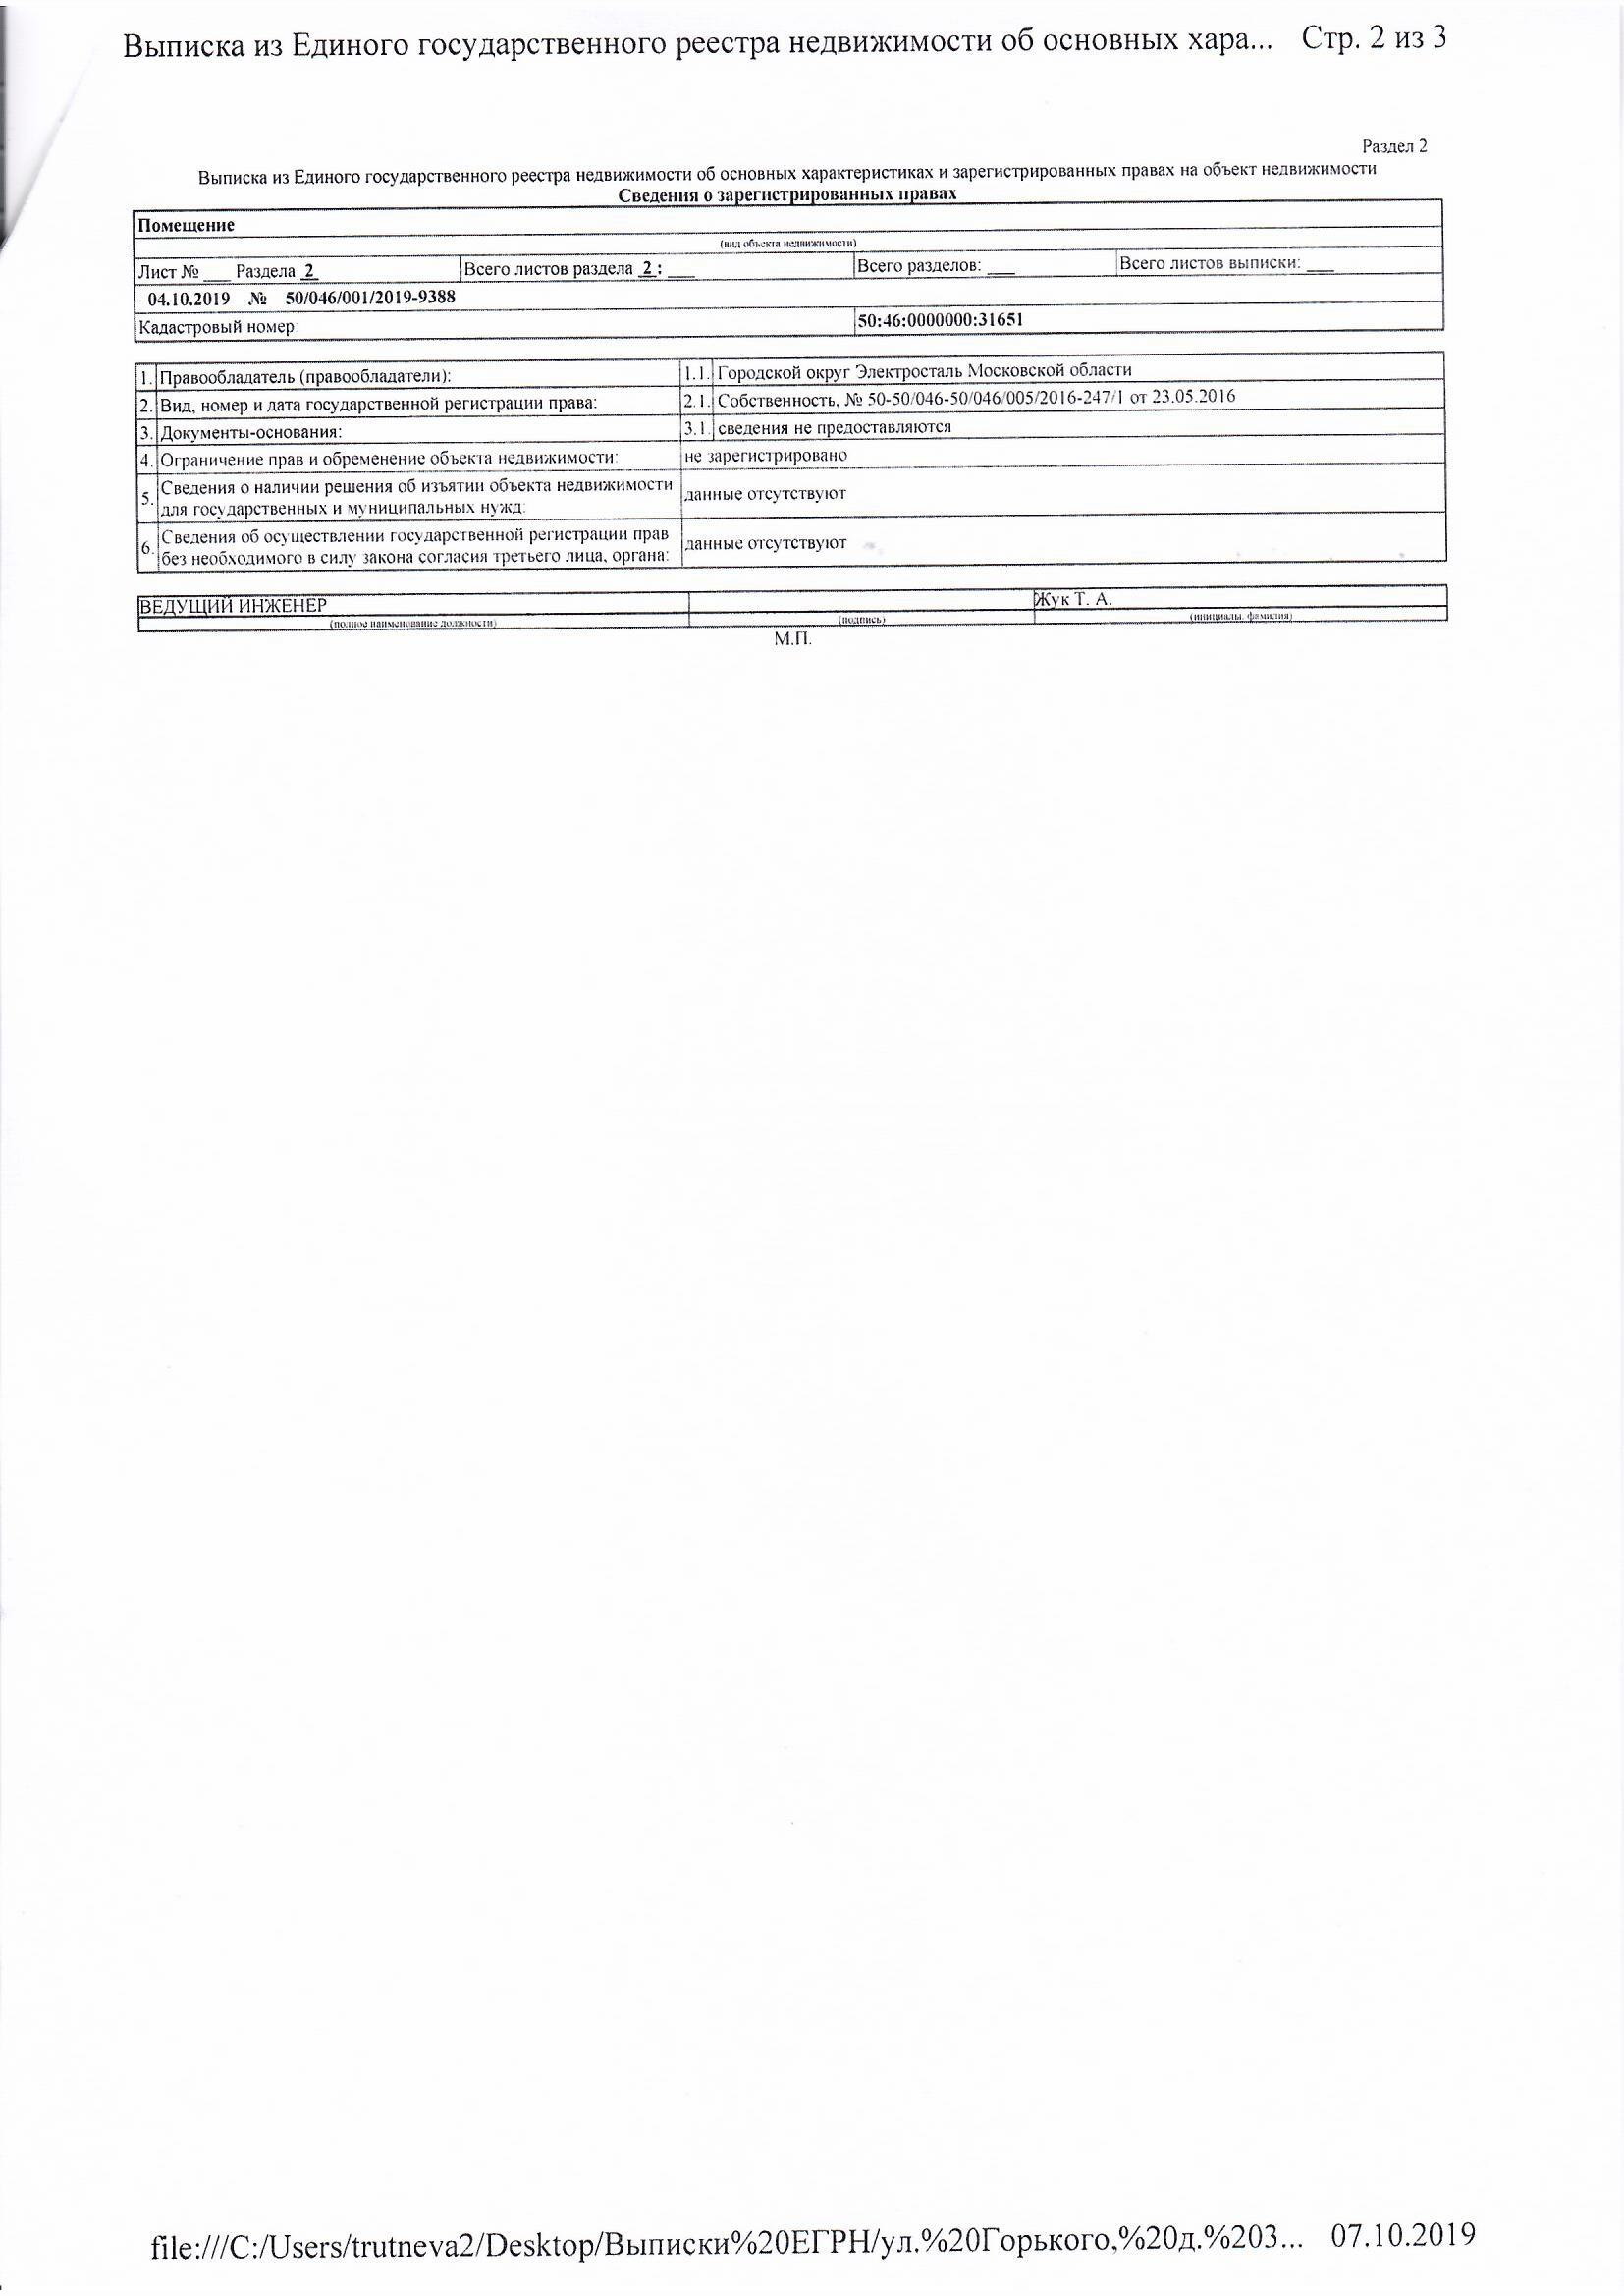 Выписка из Единого государственного реестра недвижимости об основных хара... Стр. 2 из 3
Раздел 2
Выписка из Единого государственного реестра недвижимости об основных характеристиках и зарегистрированных правах на объект недвижимости
Сведения о зарегистрированных правах
Помещение
(вид объекта недвижимости)
Лист № ___ Раздела 2 Всего листов раздела 2 : ___ Всего разделов: ___ Всего листов выписки: ___
04.10.2019 № 50/046/001/2019-9388
Кадастровый номер: 50:46:0000000:31651
1. Правообладатель (правообладатели): 1.1. Городской округ Электросталь Московской области
2. Вид, номер и дата государственной регистрации права: 2.1. Собственность, № 50-50/046-50/046/005/2016-247/1 от 23.05.2016
3. Документы-основания: 3.1. сведения не предоставляются
4. Ограничение прав и обременение объекта недвижимости: не зарегистрировано
5. Сведения о наличии решения об изъятии объекта недвижимости
для государственных и муниципальных нужд: данные отсутствуют
6. Сведения об осуществлении государственной регистрации прав
без необходимого в силу закона согласия третьего лица, органа: данные отсутствуют
ВЕДУЩИЙ ИНЖЕНЕР Жук Т. А.
(полное наименование должности) (подпись) (инициалы, фамилия)
М.П.
file:///C:/Users/trutneva2/Desktop/Выписки%20ЕГРН/ул.%20Горького,%20д.%203... 07.10.2019